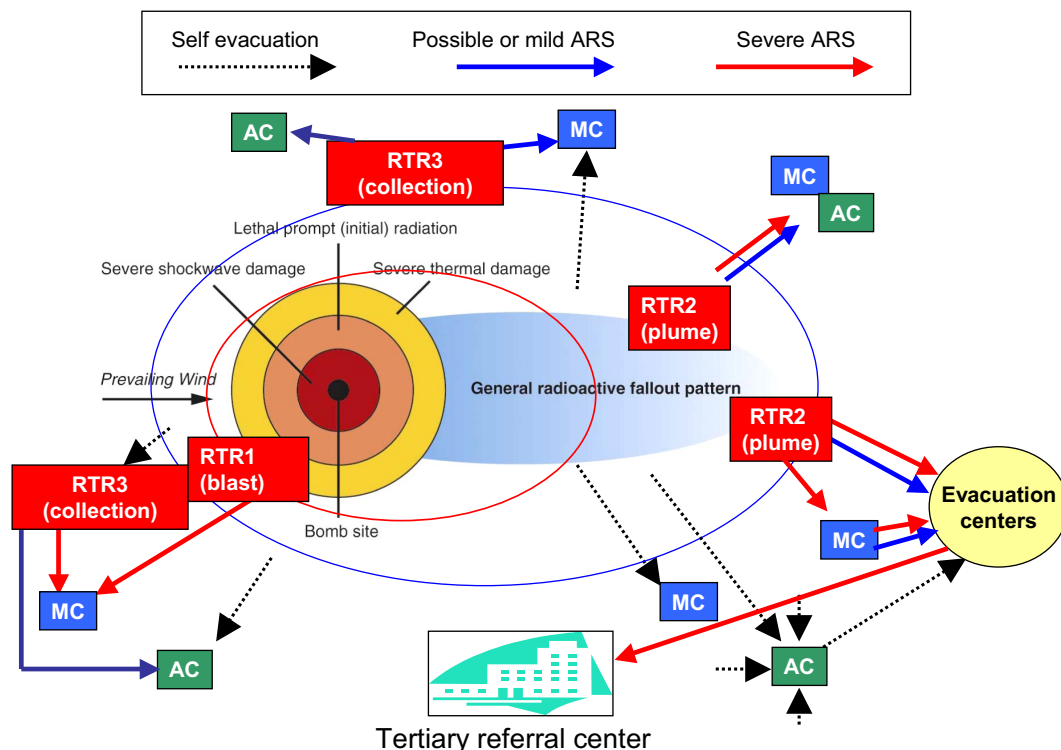 Self evacuation
Possible or mild ARS
Severe ARS
AC
MC
RTR3
(collection)
MC
AC
Lethal prompt (initial) radiation
Severe shockwave damage
Severe thermal damage
RTR2
(plume)
Prevailing Wind
General radioactive fallout pattern
RTR2
(plume)
RTR1
(blast)
RTR3
(collection)
Evacuation
centers
Bomb site
MC
MC
MC
AC
AC
Tertiary referral center